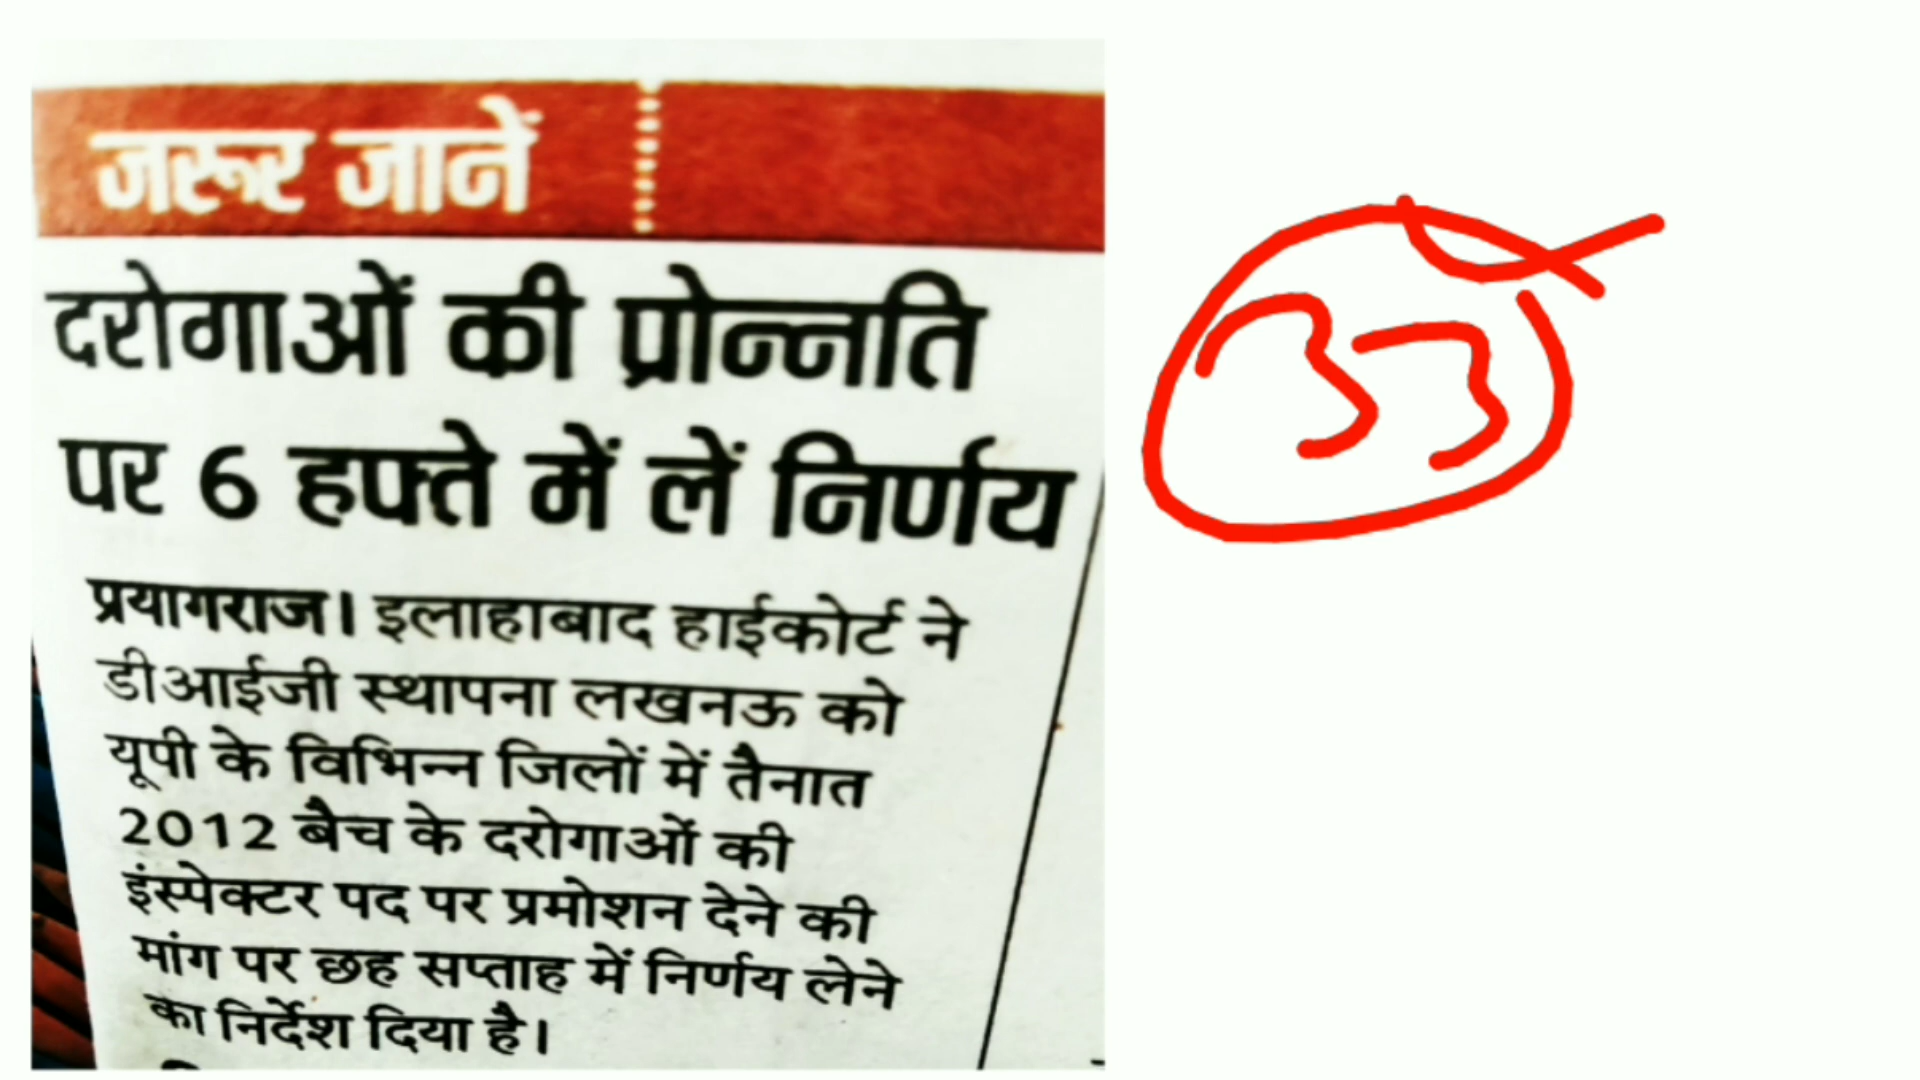 जरूर जानें
दरोगाओं की प्रोन्नति
पर 6 हफ्ते में लें निर्णय
प्रयागराज। इलाहाबाद हाईकोर्ट ने
डीआईजी स्थापना लखनऊ को
यूपी के विभिन्न जिलों में तैनात
2012 बैच के दरोगाओं की
इंस्पेक्टर पद पर प्रमोशन देने की
मांग पर छह सप्ताह में निर्णय लेने
का निर्देश दिया है।
33